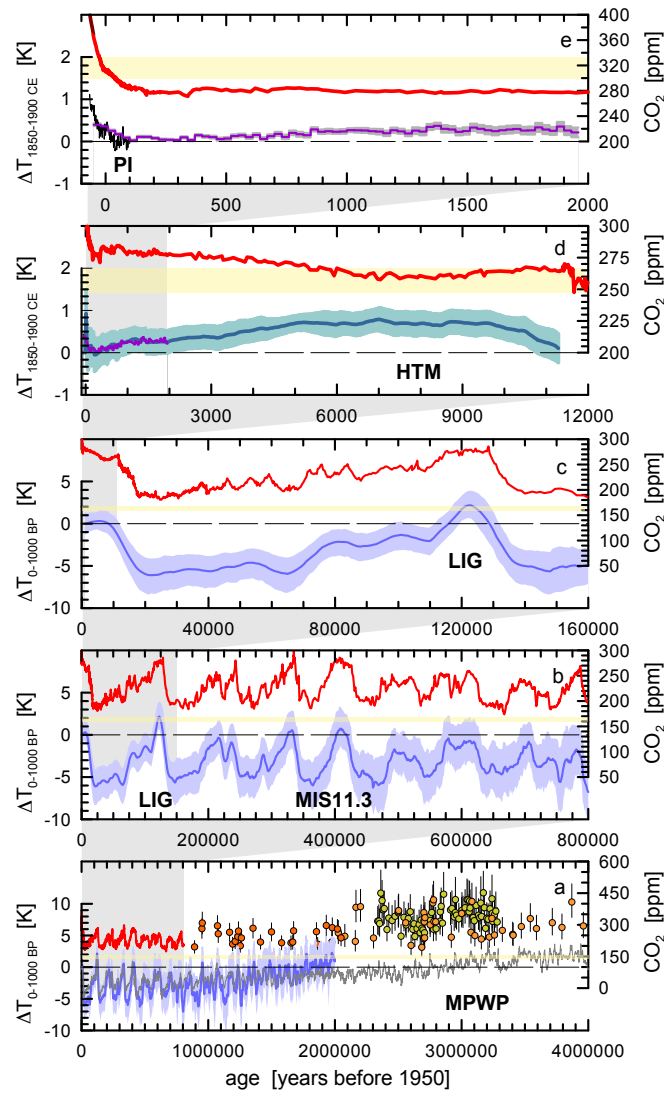 400
e
360
2
320
280
1
240
0
200
PI
-1
ΔT1850-1900 CE [K]
CO2 [ppm]
0 500 1000 1500 2000
300
d
275
2
250
1
225
0
200
HTM
-1
ΔT1850-1900 CE [K]
CO2 [ppm]
0 3000 6000 9000 12000
300
c
250
5
200
150
0
100
-5
50
LIG
-10
ΔT0-1000 BP [K]
CO2 [ppm]
0 40000 80000 120000 160000
300
b
250
5
200
150
0
100
-5
50
LIG MIS11.3
-10
ΔT0-1000 BP [K]
CO2 [ppm]
0 200000 400000 600000 800000
600
a
10
450
5
300
150
0
0
-5
MPWP
-10
ΔT0-1000 BP [K]
CO2 [ppm]
0 1000000 2000000 3000000 4000000
age [years before 1950]